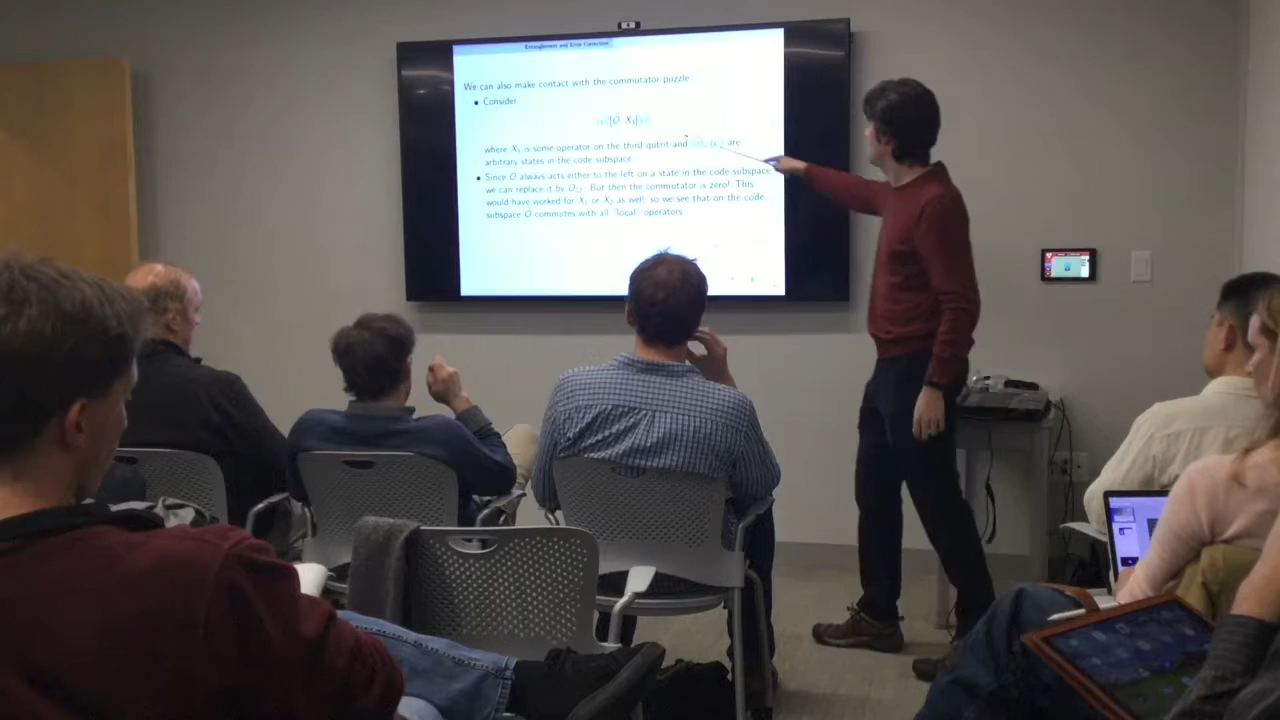 Entanglement and Error Correction
We can also make contact with the commutator puzzle
• Consider
[Õ, X₃]
where X₃ is some operator on the third qutrit and are
arbitrary states in the code subspace
• Since Õ always acts either to the left on a state in the code subspace,
we can replace it by O₁₂. But then the commutator is zero! This
would have worked for X₁ or X₂ as well, so we see that on the code
subspace Õ commutes with all "local" operators